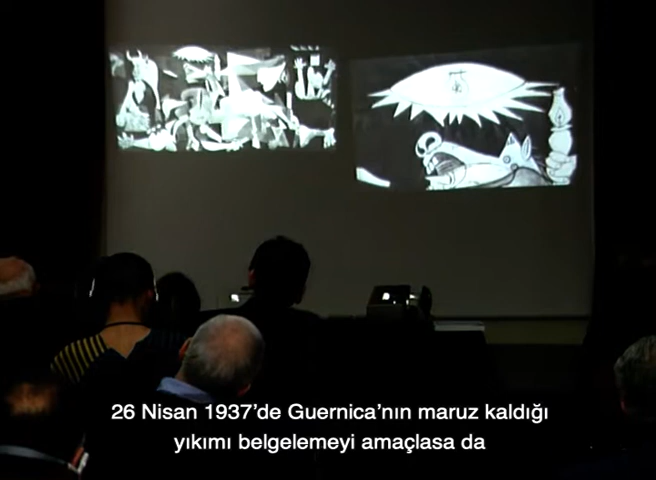 26 Nisan 1937’de Guernica’nın maruz kaldığı
yıkımı belgelemeyi amaçlasa da